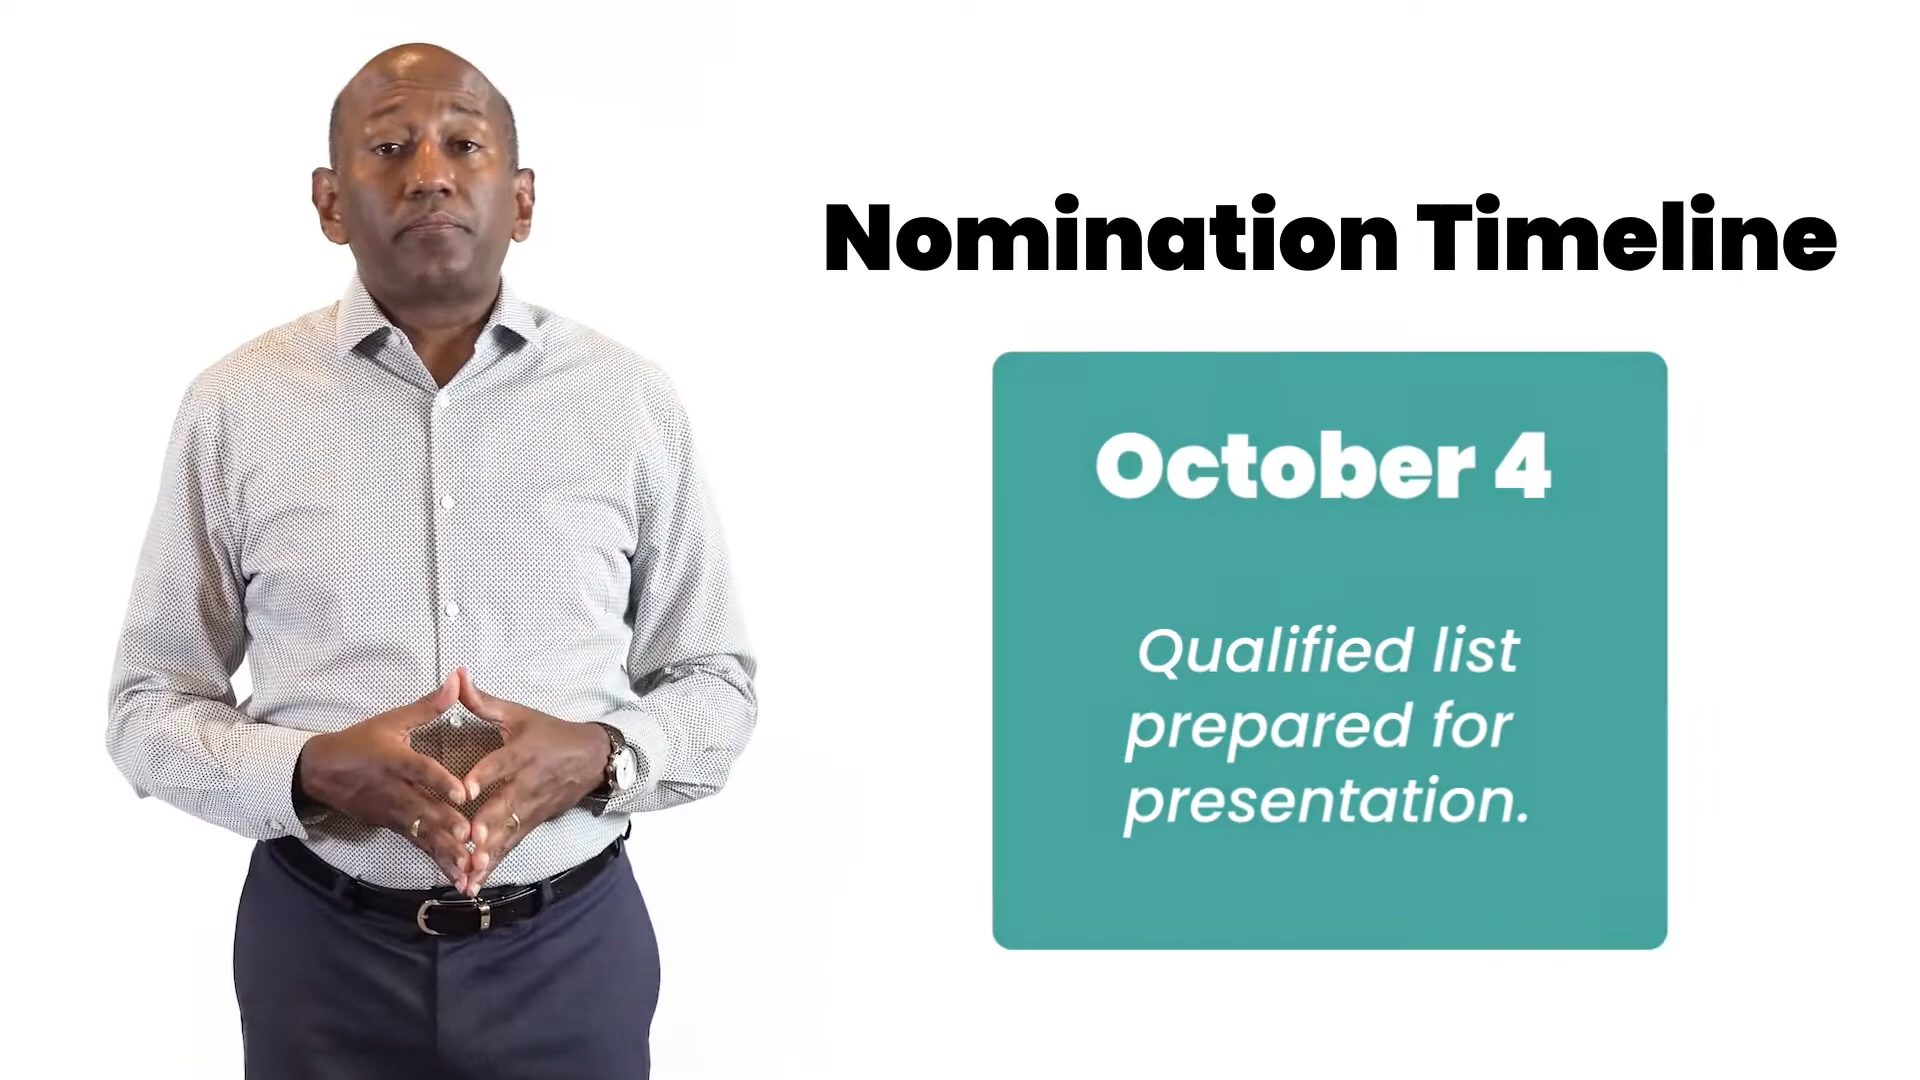 Nomination Timeline
October 4
Qualified list
prepared for
presentation.